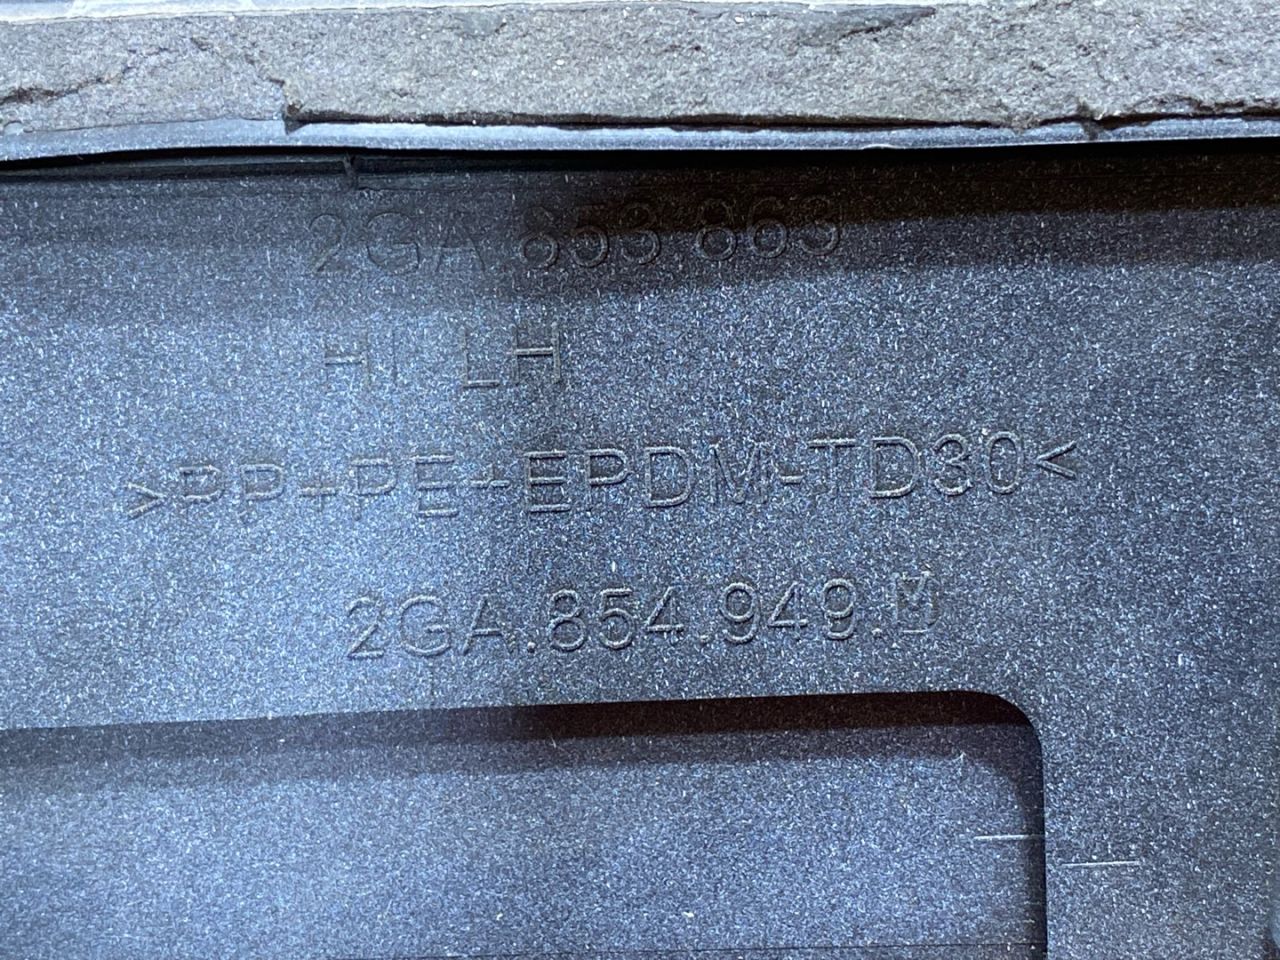 2GA.853.863
HI LH
>PP+PE+EPDM-TD30<
2GA.854.949.M